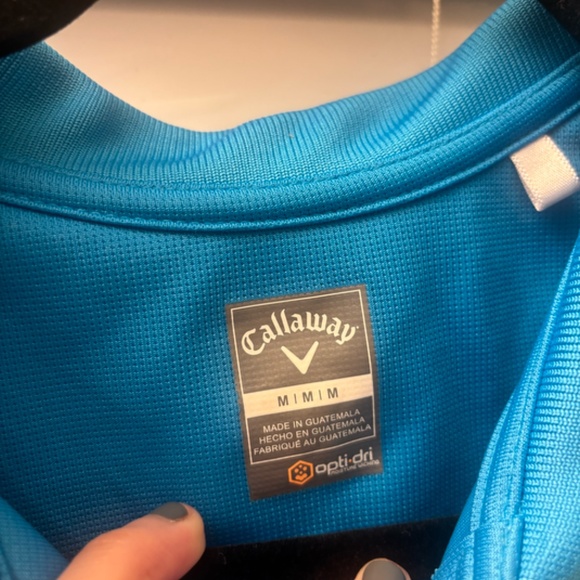 Callaway
M|M|M
MADE IN GUATEMALA
HECHO EN GUATEMALA
FABRIQUÉ AU GUATEMALA
opti-dri